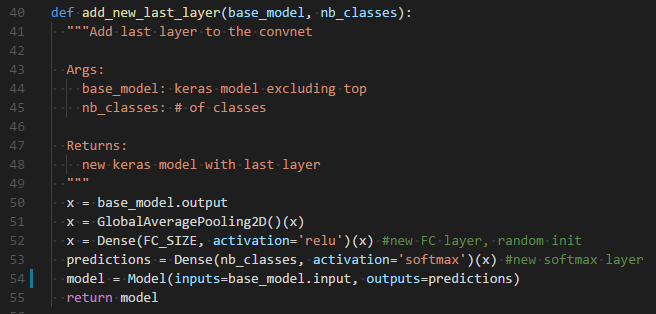 40 def add_new_last_layer(base_model, nb_classes):
41   """Add last layer to the convnet
42
43   Args:
44     base_model: keras model excluding top
45     nb_classes: # of classes
46
47   Returns:
48     new keras model with last layer
49   """
50   x = base_model.output
51   x = GlobalAveragePooling2D()(x)
52   x = Dense(FC_SIZE, activation='relu')(x) #new FC layer, random init
53   predictions = Dense(nb_classes, activation='softmax')(x) #new softmax layer
54   model = Model(inputs=base_model.input, outputs=predictions)
55   return model